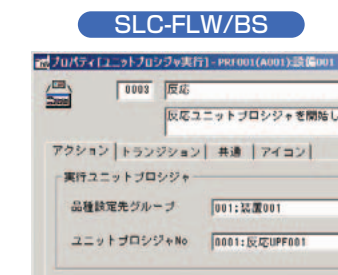 SLC-FLW/BS
プロパティ[ユニットプロシジャ実行]-PRF001(A001):設備001
0003 反応
反応ユニットプロシジャを開始し
アクション トランジション 共通 アイコン
実行ユニットプロシジャ
品種設定先グループ 001:装置001
ユニットプロシジャNo 0001:反応UPF001